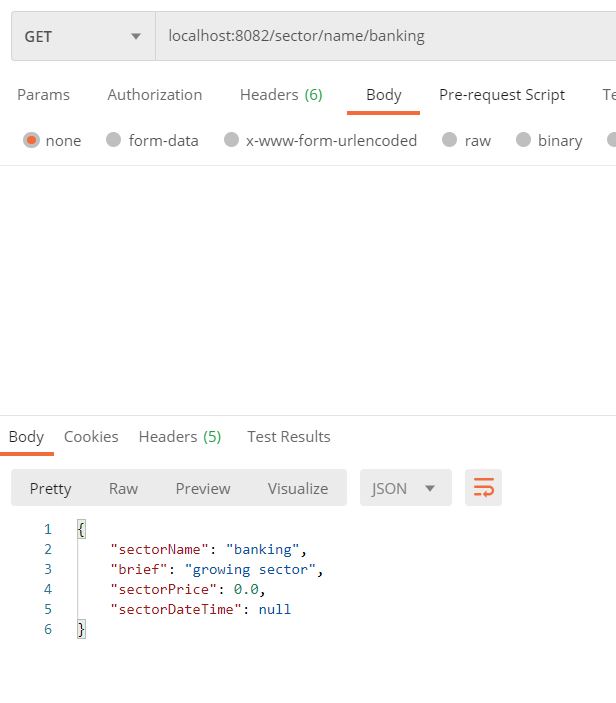 GET localhost:8082/sector/name/banking
Params Authorization Headers (6) Body Pre-request Script Te
none form-data x-www-form-urlencoded raw binary
Body Cookies Headers (5) Test Results
Pretty Raw Preview Visualize JSON
1 {
2 "sectorName": "banking",
3 "brief": "growing sector",
4 "sectorPrice": 0.0,
5 "sectorDateTime": null
6 }